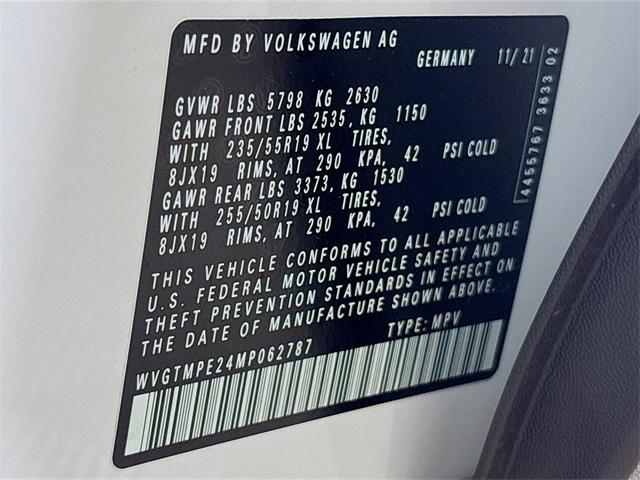 MFD BY VOLKSWAGEN AG
GERMANY 11/21
GVWR LBS 5798 KG 2630
GAWR FRONT LBS 2535, KG 1150
WITH 235/55R19 XL TIRES,
8JX19 RIMS, AT 290 KPA, 42 PSI COLD
GAWR REAR LBS 3373, KG 1530
WITH 255/50R19 XL TIRES,
8JX19 RIMS, AT 290 KPA, 42 PSI COLD
THIS VEHICLE CONFORMS TO ALL APPLICABLE
U.S. FEDERAL MOTOR VEHICLE SAFETY AND
THEFT PREVENTION STANDARDS IN EFFECT ON
THE DATE OF MANUFACTURE SHOWN ABOVE.
TYPE: MPV
WVGTMPE24MP062787
4455767 3633 02